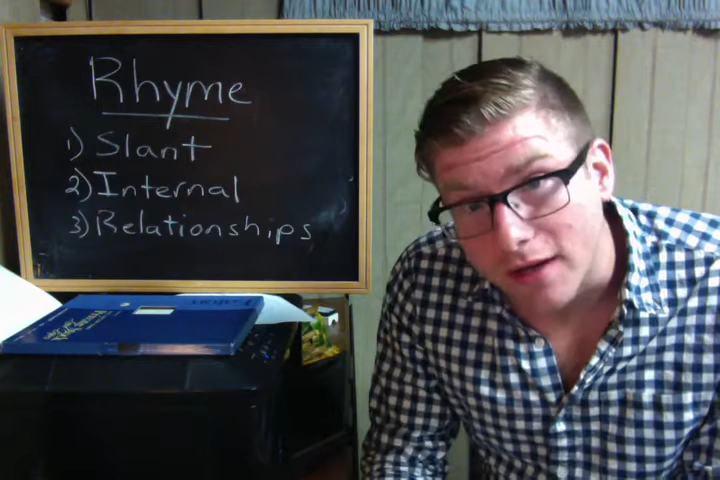 Rhyme
1) Slant
2) Internal
3) Relationships